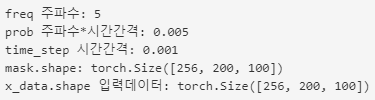 freq 주파수: 5
prob 주파수*시간간격: 0.005
time_step 시간간격: 0.001
mask.shape: torch.Size([256, 200, 100])
x_data.shape 입력데이터: torch.Size([256, 200, 100])